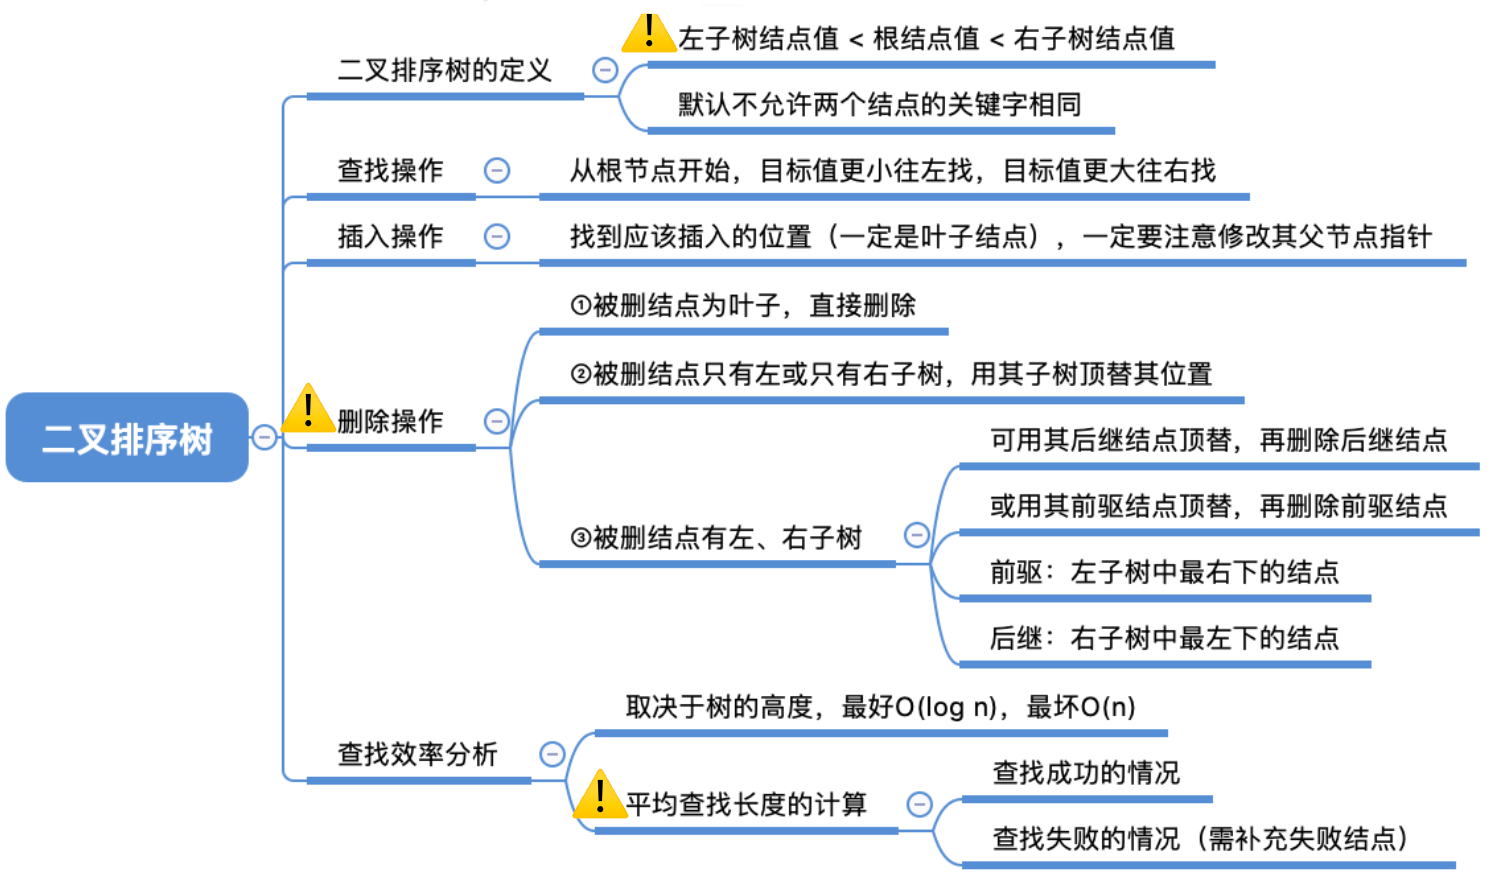 二叉排序树
二叉排序树的定义
左子树结点值 < 根结点值 < 右子树结点值
默认不允许两个结点的关键字相同
查找操作
从根节点开始，目标值更小往左找，目标值更大往右找
插入操作
找到应该插入的位置（一定是叶子结点），一定要注意修改其父节点指针
删除操作
①被删结点为叶子，直接删除
②被删结点只有左或只有右子树，用其子树顶替其位置
③被删结点有左、右子树
可用其后继结点顶替，再删除后继结点
或用其前驱结点顶替，再删除前驱结点
前驱：左子树中最右下的结点
后继：右子树中最左下的结点
查找效率分析
取决于树的高度，最好O(log n)，最坏O(n)
平均查找长度的计算
查找成功的情况
查找失败的情况（需补充失败结点）